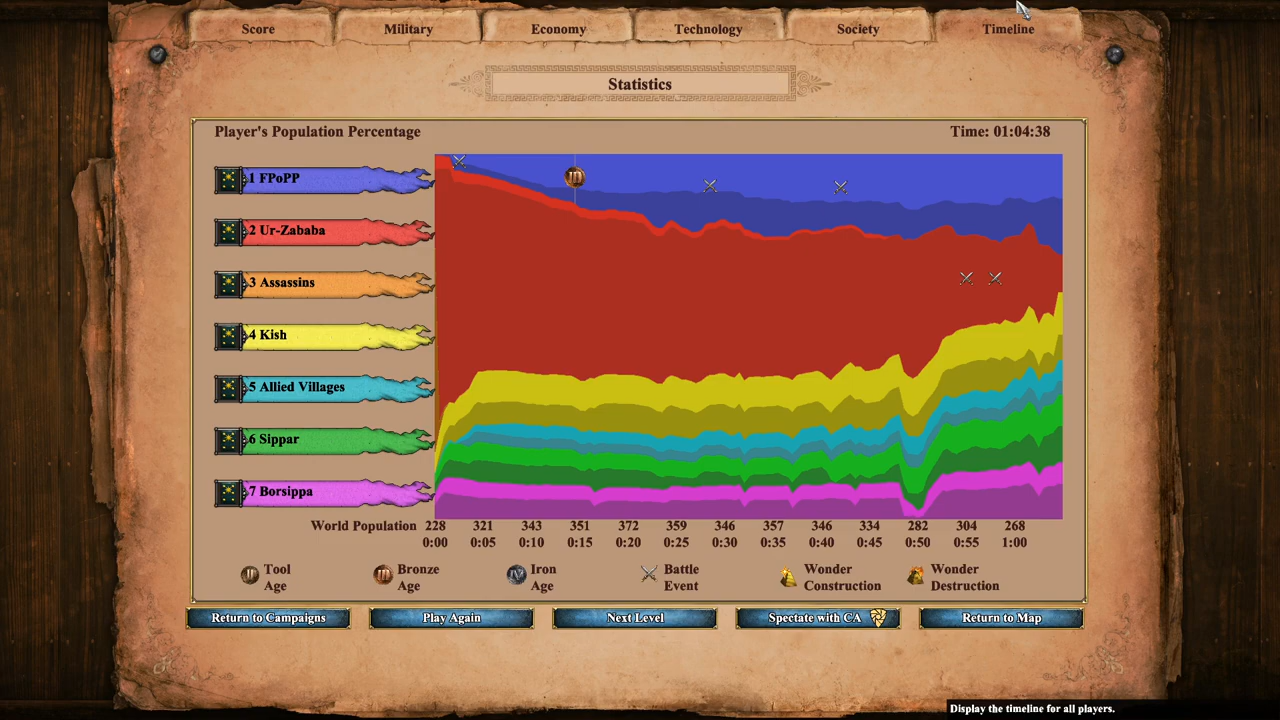 Score Military Economy Technology Society Timeline
Statistics
Player's Population Percentage Time: 01:04:38
1 FPoPP
2 Ur-Zababa
3 Assassins
4 Kish
5 Allied Villages
6 Sippar
7 Borsippa
World Population 228 321 343 351 372 359 346 357 346 334 282 304 268
0:00 0:05 0:10 0:15 0:20 0:25 0:30 0:35 0:40 0:45 0:50 0:55 1:00
Tool Bronze Iron Battle Wonder Wonder
Age Age Age Event Construction Destruction
Return to Campaigns Play Again Next Level Spectate with CA Return to Map
Display the timeline for all players.